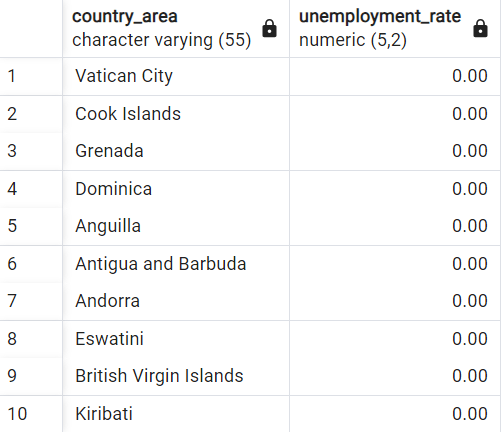 country_area unemployment_rate
character varying (55) numeric (5,2)
1 Vatican City 0.00
2 Cook Islands 0.00
3 Grenada 0.00
4 Dominica 0.00
5 Anguilla 0.00
6 Antigua and Barbuda 0.00
7 Andorra 0.00
8 Eswatini 0.00
9 British Virgin Islands 0.00
10 Kiribati 0.00